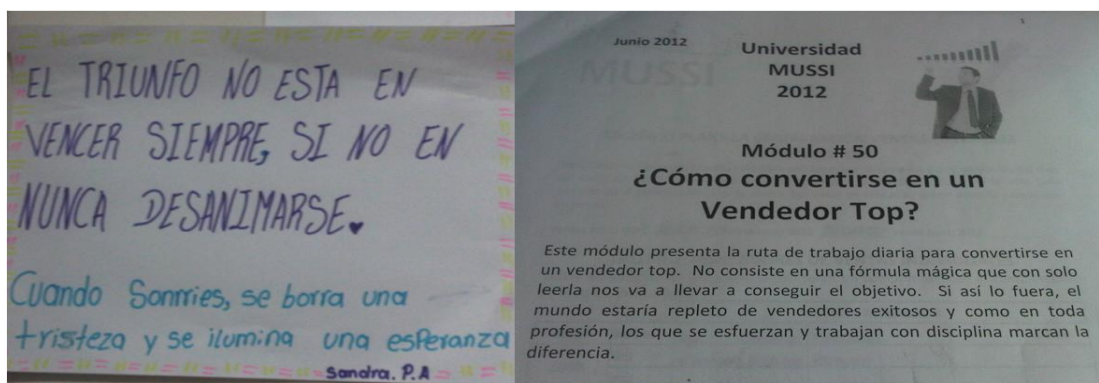 EL TRIUNFO NO ESTA EN
VENCER SIEMPRE, SI NO EN
NUNCA DESANIMARSE.
Cuando Sonrries, se borra una
tristeza y se ilumina una esperanza
Sandra. P.A
Junio 2012
Universidad
MUSSI
2012
MUSSI
Módulo # 50
¿Cómo convertirse en un
Vendedor Top?
Este módulo presenta la ruta de trabajo diaria para convertirse en
un vendedor top. No consiste en una fórmula mágica que con solo
leerla nos va a llevar a conseguir el objetivo. Si así lo fuera, el
mundo estaría repleto de vendedores exitosos y como en toda
profesión, los que se esfuerzan y trabajan con disciplina marcan la
diferencia.